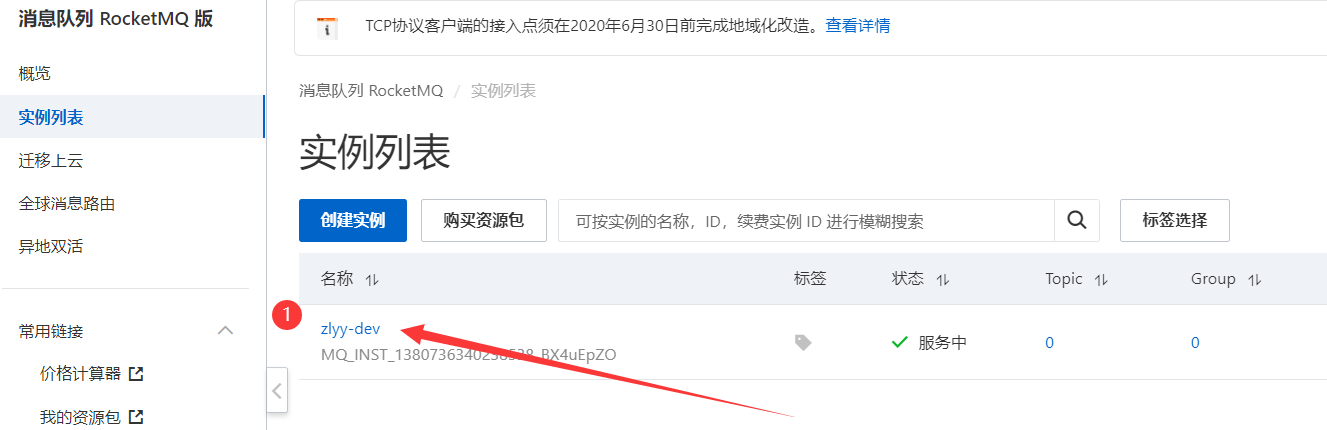 消息队列 RocketMQ 版
概览
实例列表
迁移上云
全球消息路由
异地双活
常用链接
价格计算器
我的资源包
TCP协议客户端的接入点须在2020年6月30日前完成地域化改造。查看详情
消息队列 RocketMQ / 实例列表
实例列表
创建实例 购买资源包 可按实例的名称，ID，续费实例 ID 进行模糊搜索 标签选择
名称 标签 状态 Topic Group
1
zlyy-dev
服务中 0 0